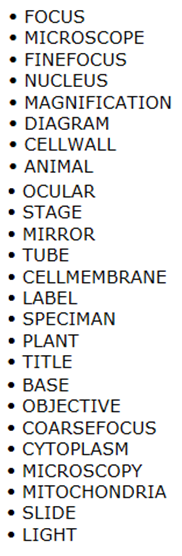 • FOCUS
• MICROSCOPE
• FINEFOCUS
• NUCLEUS
• MAGNIFICATION
• DIAGRAM
• CELLWALL
• ANIMAL
• OCULAR
• STAGE
• MIRROR
• TUBE
• CELLMEMBRANE
• LABEL
• SPECIMAN
• PLANT
• TITLE
• BASE
• OBJECTIVE
• COARSEFOCUS
• CYTOPLASM
• MICROSCOPY
• MITOCHONDRIA
• SLIDE
• LIGHT